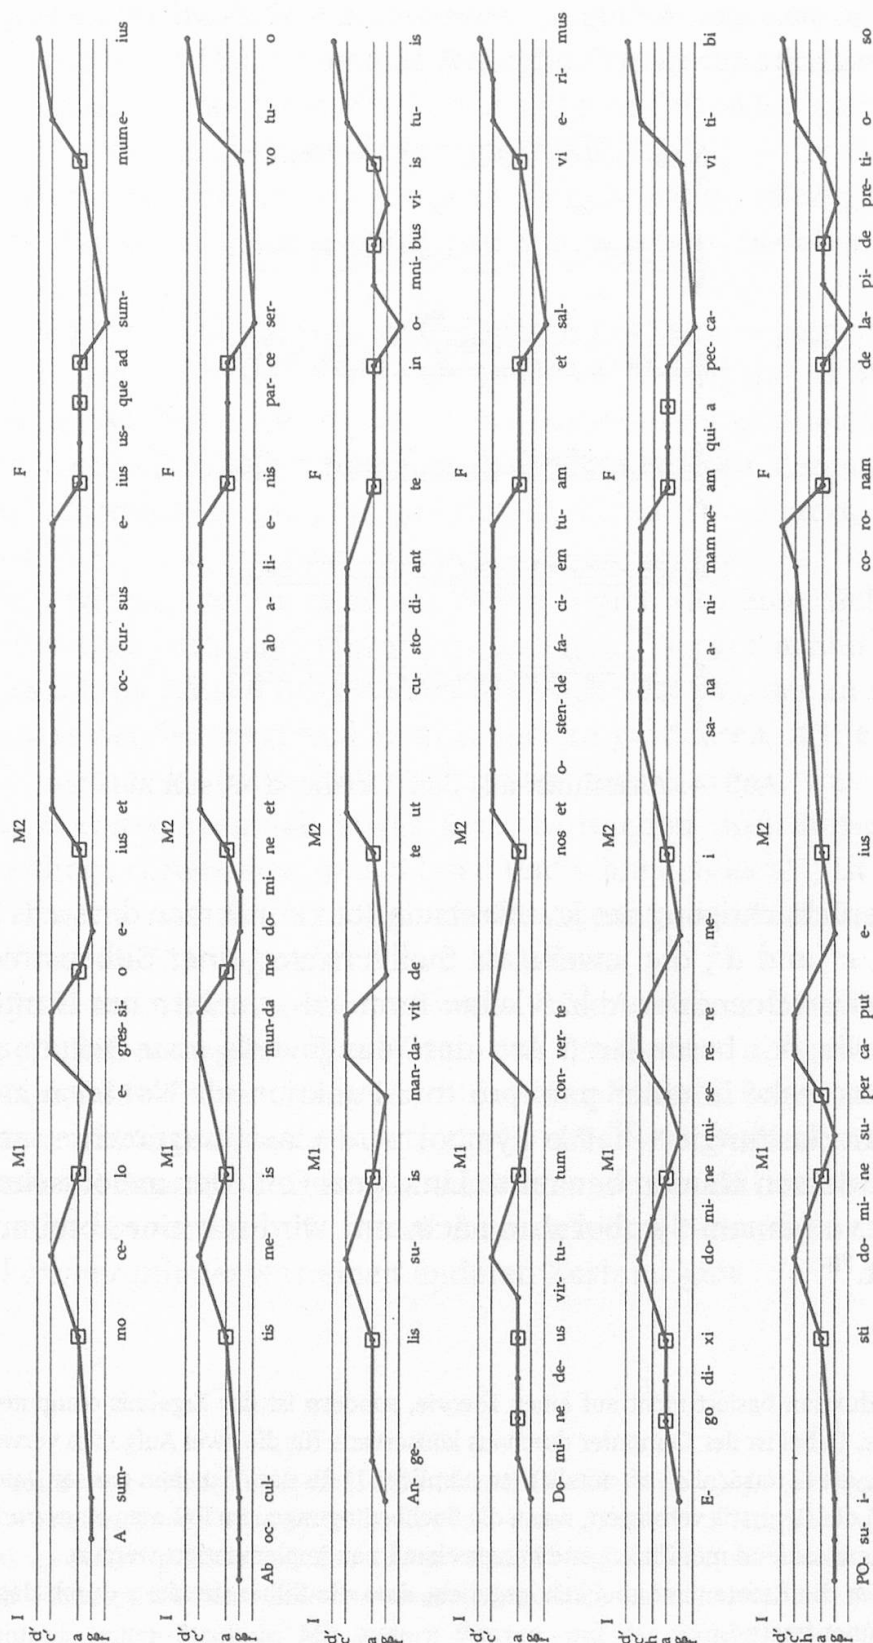 I M1 M2 F
d'
c'
a
g
f
A sum- mo ce- lo e- gres- si- o e- ius et oc- cur- sus e- ius us- que ad sum- mume- ius
I M1 M2 F
d'
c'
a
g
f
Ab oc- cul- tis me- is mun- da me do- mi- ne et ab a- li- e- nis par- ce ser- vo tu- o
I M1 M2 F
d'
c'
a
g
f
An- ge- lis su- is man- da- vit de te ut cu- sto- di- ant te in o- mni- bus vi- is tu- is
I M1 M2 F
d'
c'
a
g
f
Do- mi- ne de- us vir- tu- tum con- ver- te nos et o- sten- de fa- ci- em tu- am et sal- vi e- ri- mus
I M1 M2 F
d'
c'
h
a
g
f
E- go di- xi do- mi- ne mi- se- re- re me- i sa- na a- ni- mam me- am qui- a pec- ca- vi ti- bi
I M1 M2 F
d'
c'
h
a
g
f
PO- su- i- sti do- mi- ne su- per ca- put e- ius co- ro- nam de la- pi- de pre- ti- o- so